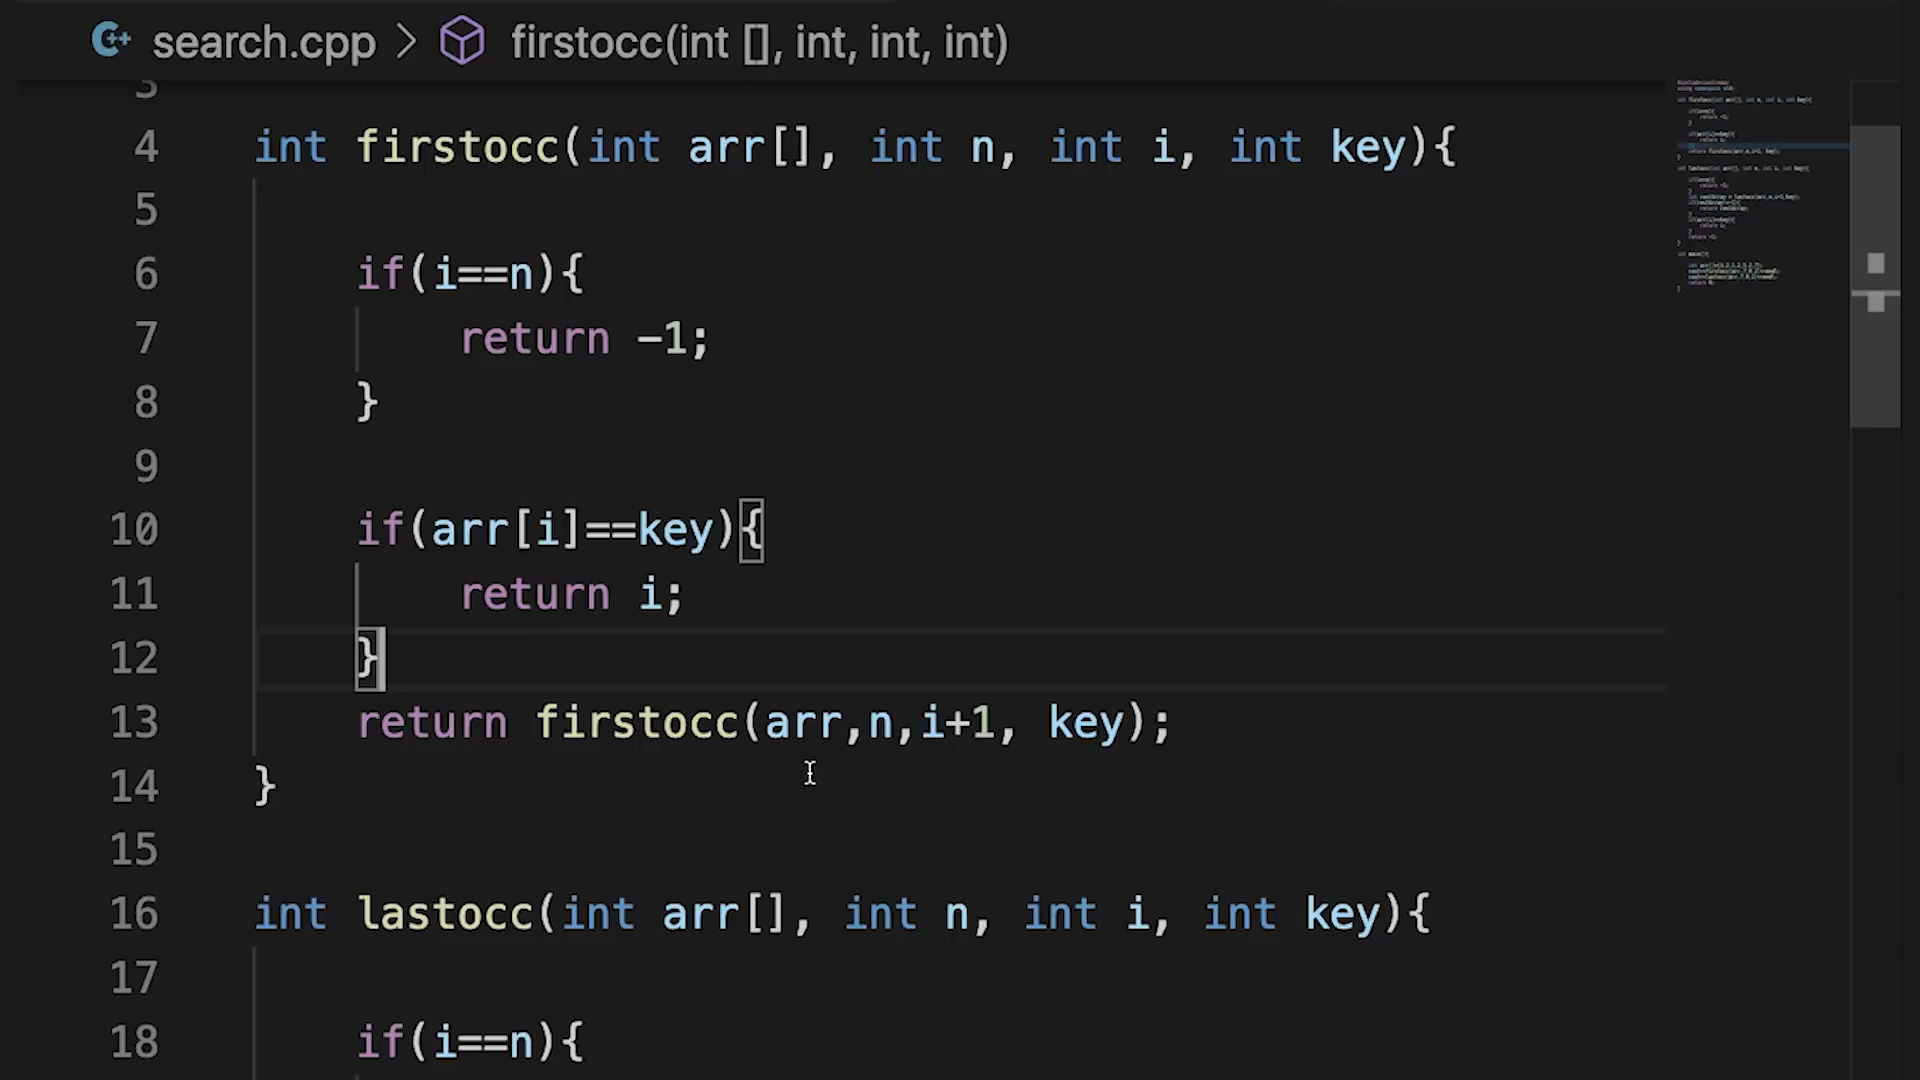 search.cpp > firstocc(int [], int, int, int)
3
4 int firstocc(int arr[], int n, int i, int key){
5
6 if(i==n){
7 return -1;
8 }
9
10 if(arr[i]==key){
11 return i;
12 }
13 return firstocc(arr,n,i+1, key);
14 }
15
16 int lastocc(int arr[], int n, int i, int key){
17
18 if(i==n){